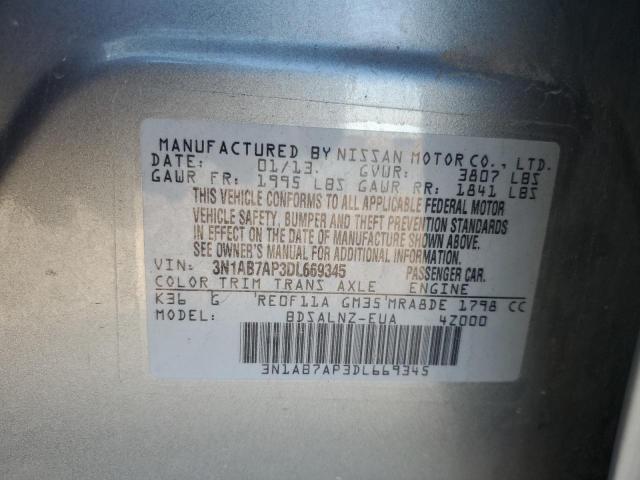 MANUFACTURED BY NISSAN MOTOR CO., LTD.
DATE: 01/13. GVWR: 3807 LBS
GAWR FR: 1995 LBS GAWR RR: 1841 LBS
THIS VEHICLE CONFORMS TO ALL APPLICABLE FEDERAL MOTOR
VEHICLE SAFETY, BUMPER AND THEFT PREVENTION STANDARDS
IN EFFECT ON THE DATE OF MANUFACTURE SHOWN ABOVE.
SEE OWNER'S MANUAL FOR ADDITIONAL INFORMATION.
VIN: 3N1AB7AP3DL669345 PASSENGER CAR.
COLOR TRIM TRANS AXLE ENGINE
K36 G RE0F11A GM35 MRA8DE 1798 CC
MODEL: BDSALNZ-EUA 4Z000
3N1AB7AP3DL669345